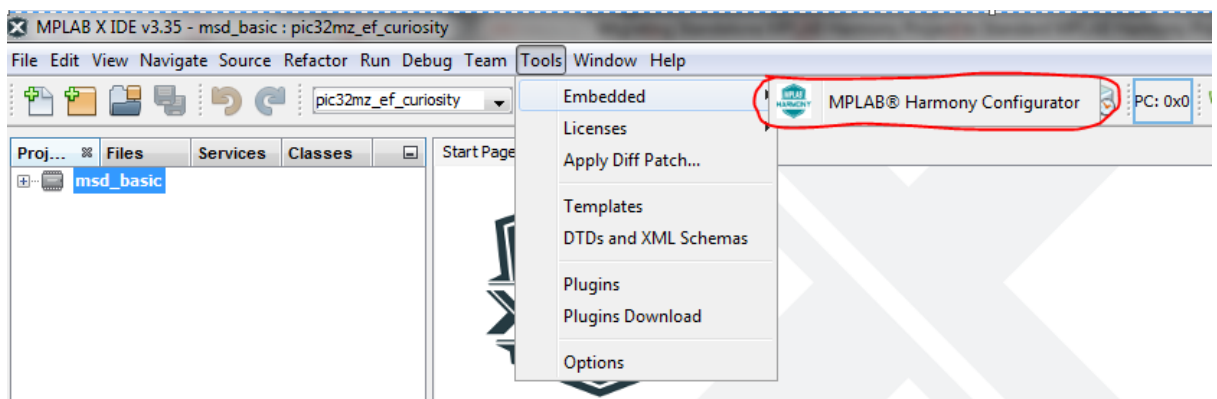 MPLAB X IDE v3.35 - msd_basic : pic32mz_ef_curiosity
File Edit View Navigate Source Refactor Run Debug Team Tools Window Help
pic32mz_ef_curiosity
PC: 0x0
Embedded
MPLAB® Harmony Configurator
Licenses
Apply Diff Patch...
Templates
DTDs and XML Schemas
Plugins
Plugins Download
Options
Proj... Files Services Classes
Start Page
msd_basic